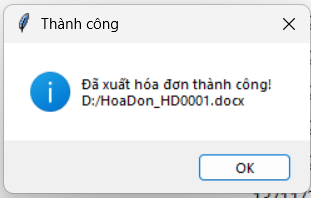 Thành công
Đã xuất hóa đơn thành công!
D:/HoaDon_HD0001.docx
OK